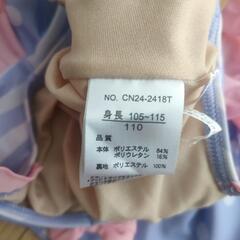 NO. CN24-2418T
身長 105~115
110
品質
本体 ポリエステル 84%
ポリウレタン 16%
裏地 ポリエステル 100%